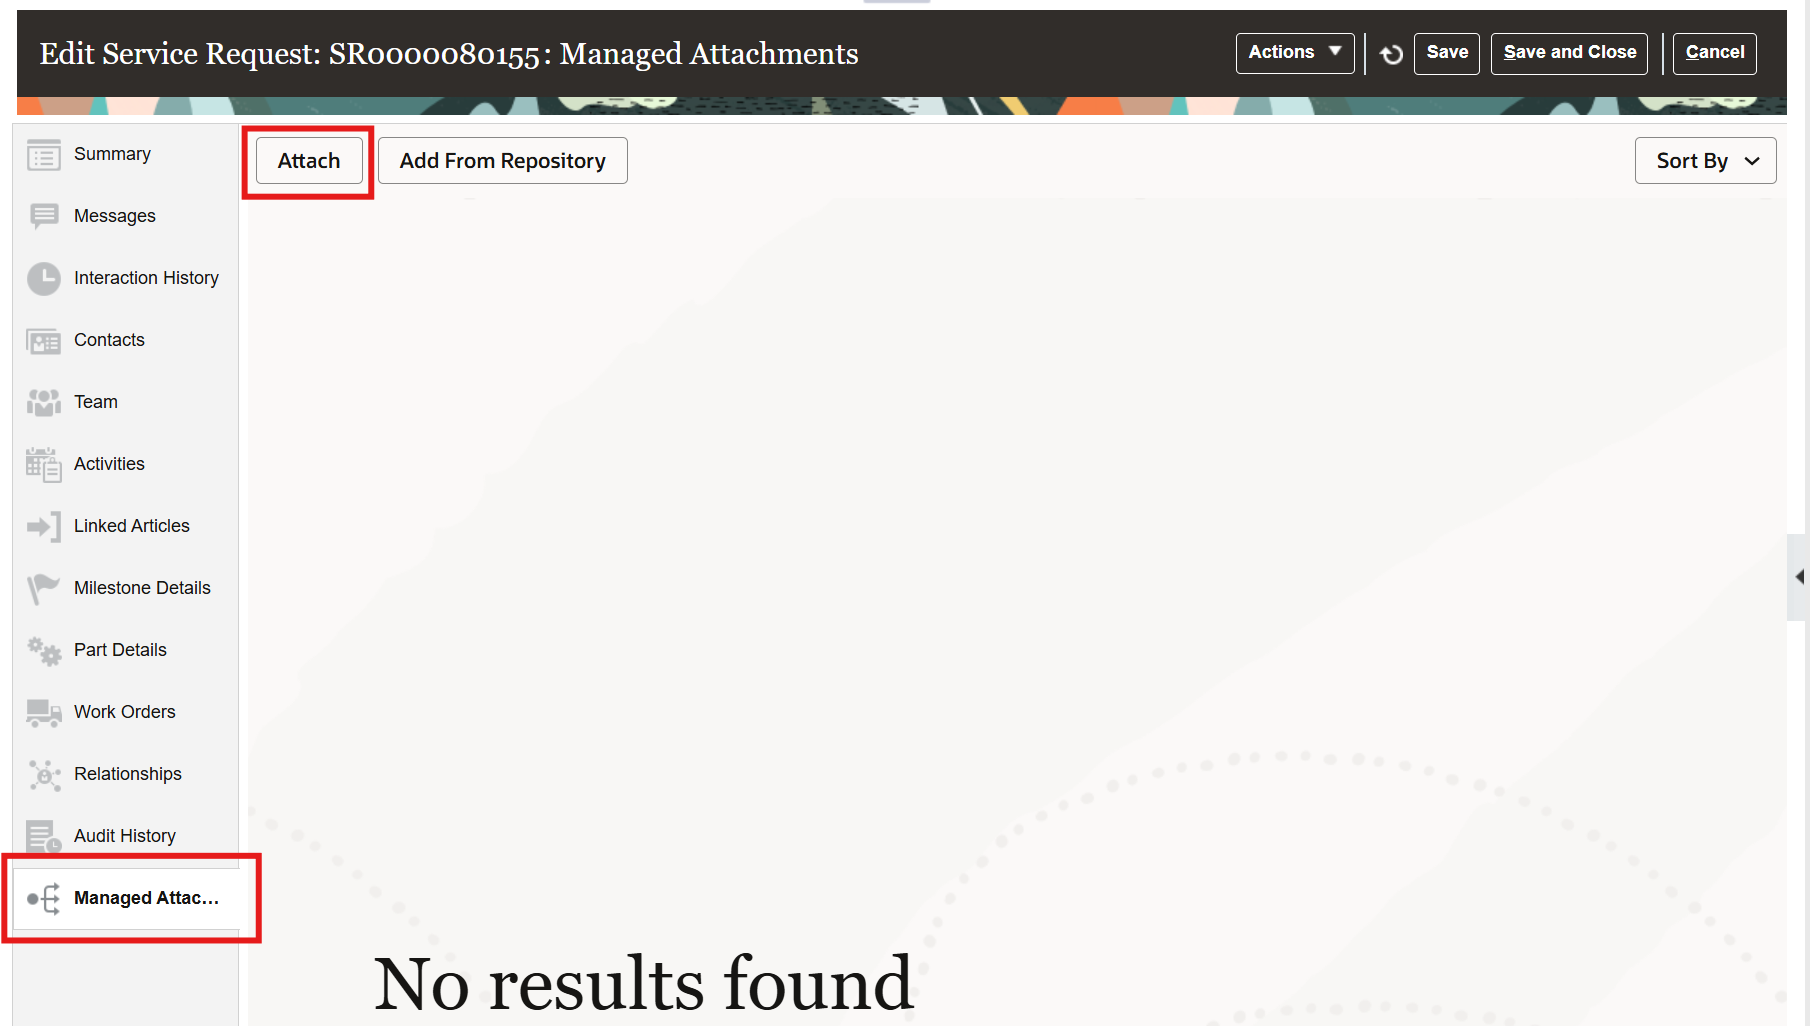 Edit Service Request: SR0000080155: Managed Attachments
Actions
Save
Save and Close
Cancel
Attach
Add From Repository
Sort By
Summary
Messages
Interaction History
Contacts
Team
Activities
Linked Articles
Milestone Details
Part Details
Work Orders
Relationships
Audit History
Managed Attac...
No results found